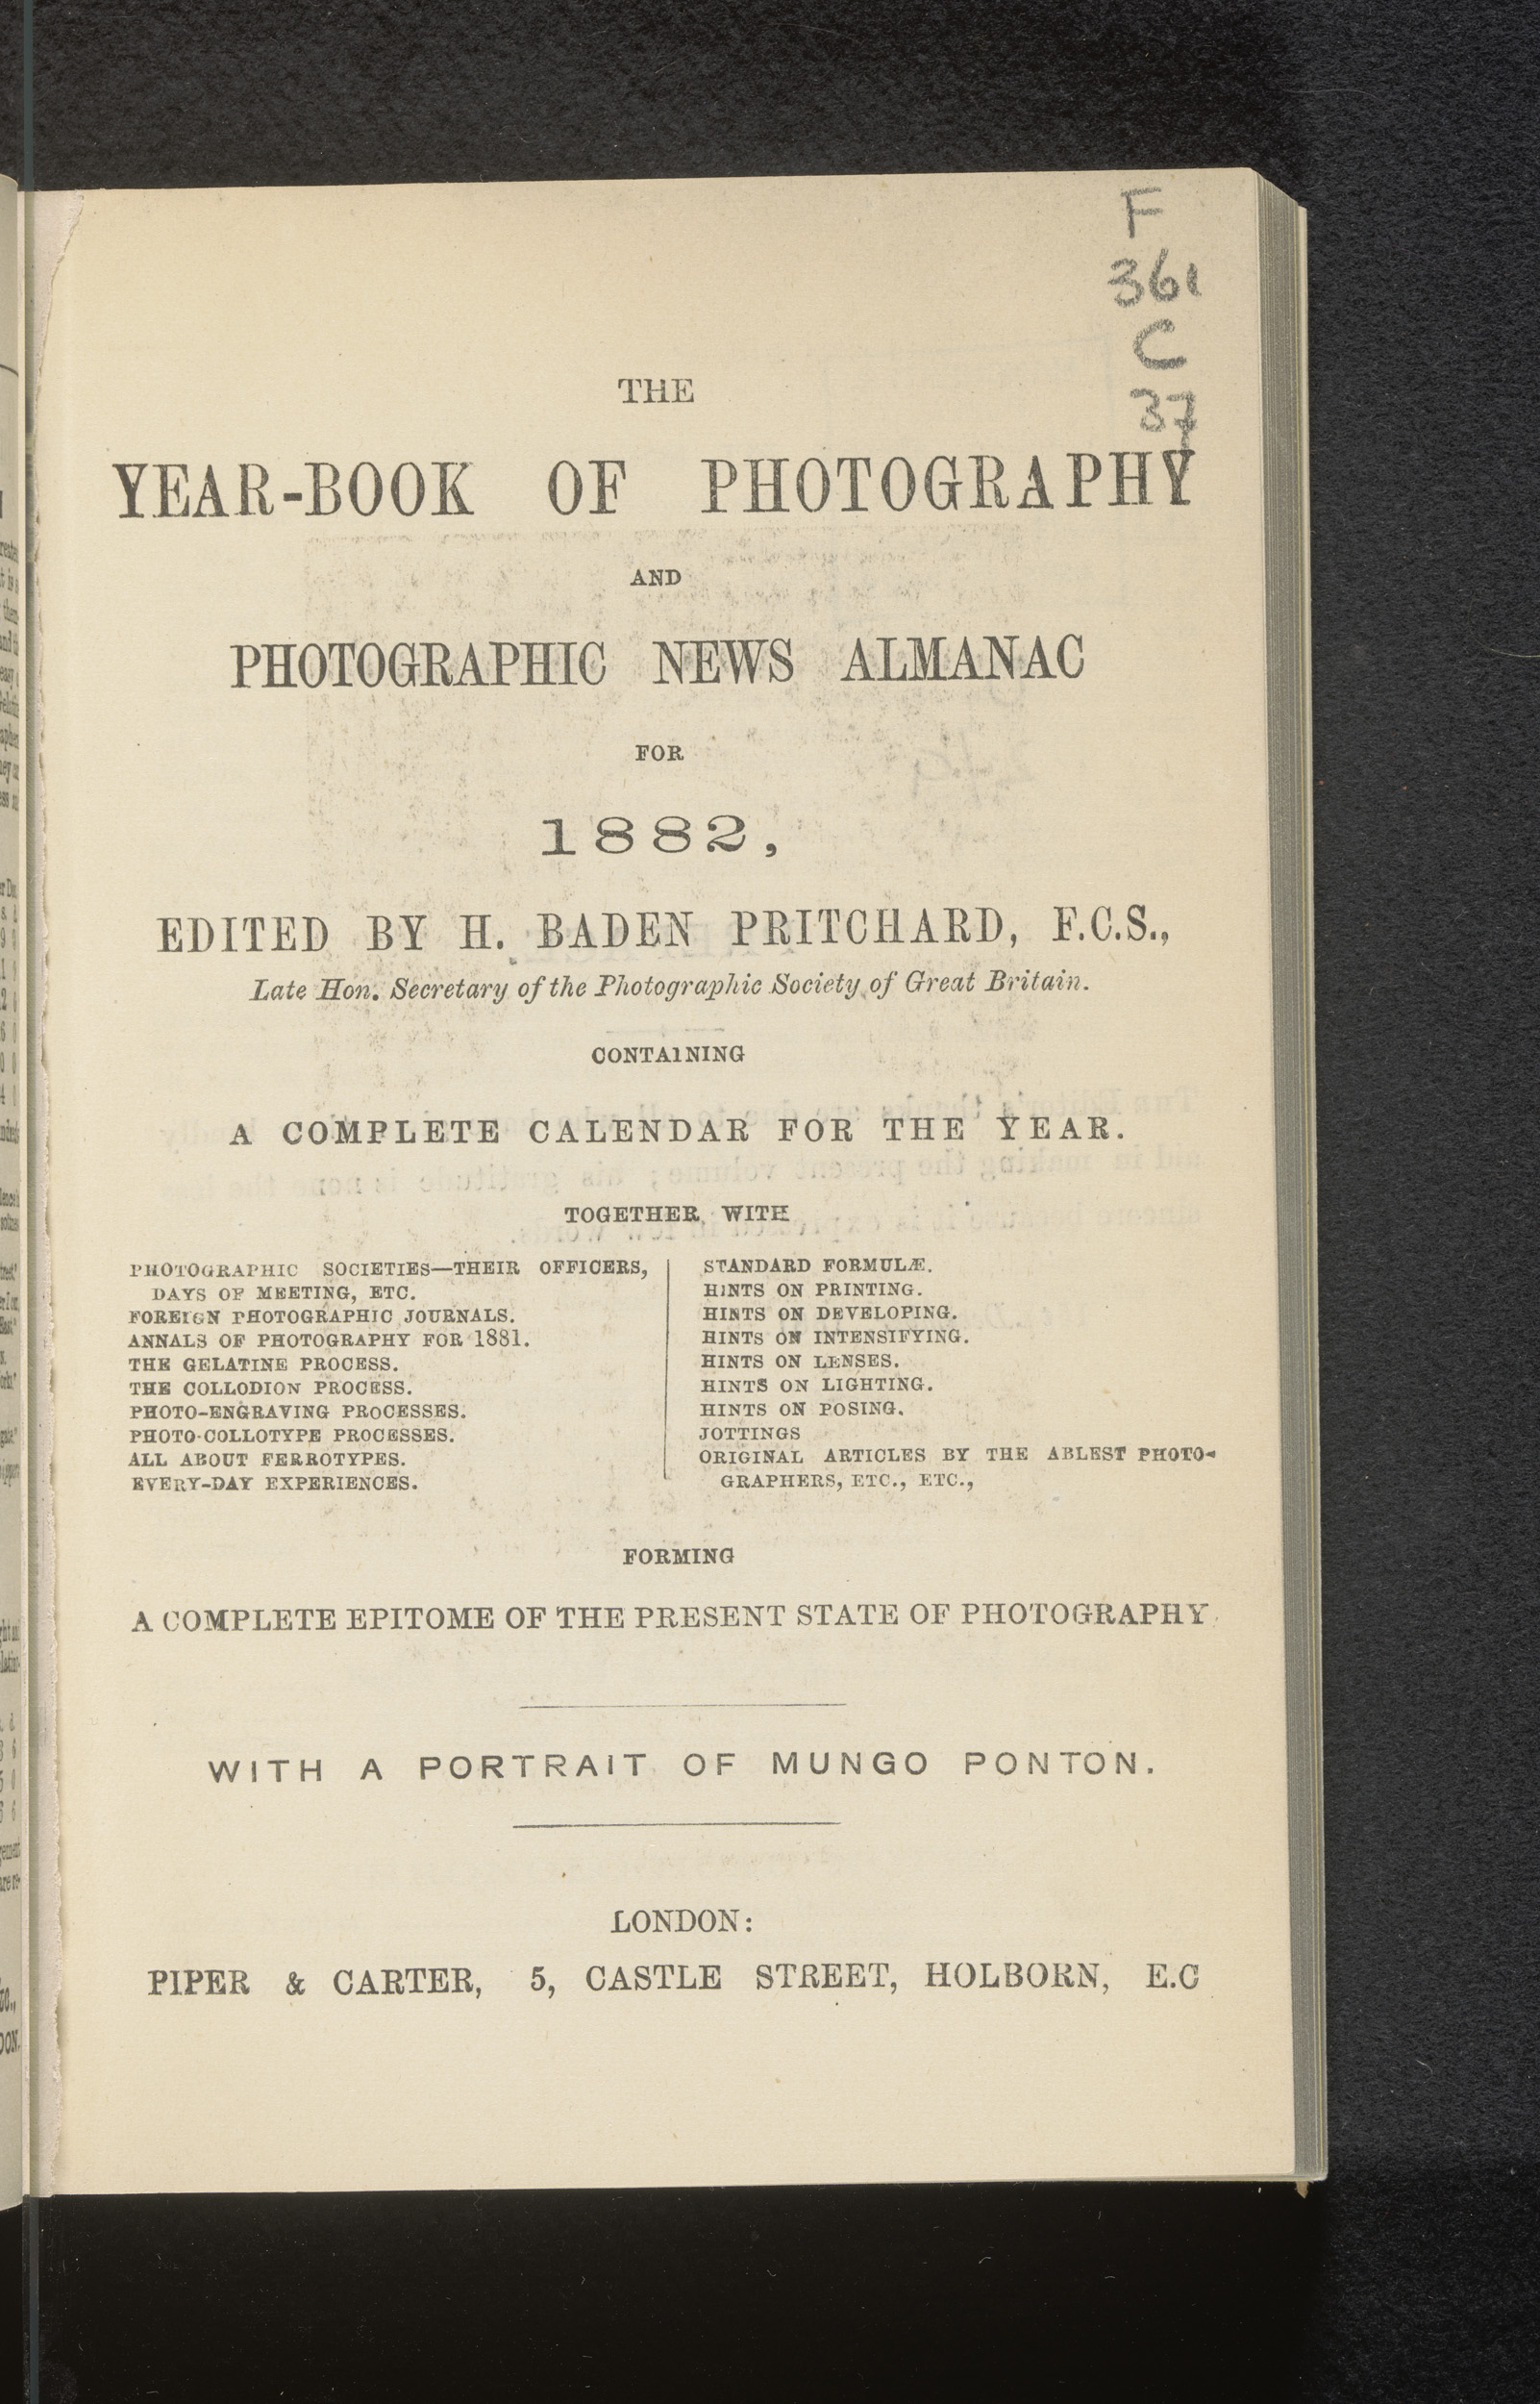 F
361
C
37
THE
YEAR-BOOK OF PHOTOGRAPHY
AND
PHOTOGRAPHIC NEWS ALMANAC
FOR
1882,
EDITED BY H. BADEN PRITCHARD, F.C.S.,
Late Hon. Secretary of the Photographic Society of Great Britain.
CONTA1NING
A COMPLETE CALENDAR FOR THE YEAR.
TOGETHER WITH
PHOTOGRAPHIC SOCIETIES—THEIR OFFICERS,
DAYS OF MEETING, ETC.
FOREIGN PHOTOGRAPHIC JOURNALS.
ANNALS OF PHOTOGRAPHY FOR 1881.
THE GELATINE PROCESS.
THE COLLODION PROCESS.
PHOTO-ENGRAVING PROCESSES.
PHOTO-COLLOTYPE PROCESSES.
ALL ABOUT FERROTYPES.
EVERY-DAY EXPERIENCES.
STANDARD FORMULÆ.
HINTS ON PRINTING.
HINTS ON DEVELOPING.
HINTS ON INTENSIFYING.
HINTS ON LENSES.
HINTS ON LIGHTING.
HINTS ON POSING.
JOTTINGS
ORIGINAL ARTICLES BY THE ABLEST PHOTO-
GRAPHERS, ETC., ETC.,
FORMING
A COMPLETE EPITOME OF THE PRESENT STATE OF PHOTOGRAPHY
WITH A PORTRAIT OF MUNGO PONTON.
LONDON:
PIPER & CARTER, 5, CASTLE STREET, HOLBORN, E.C